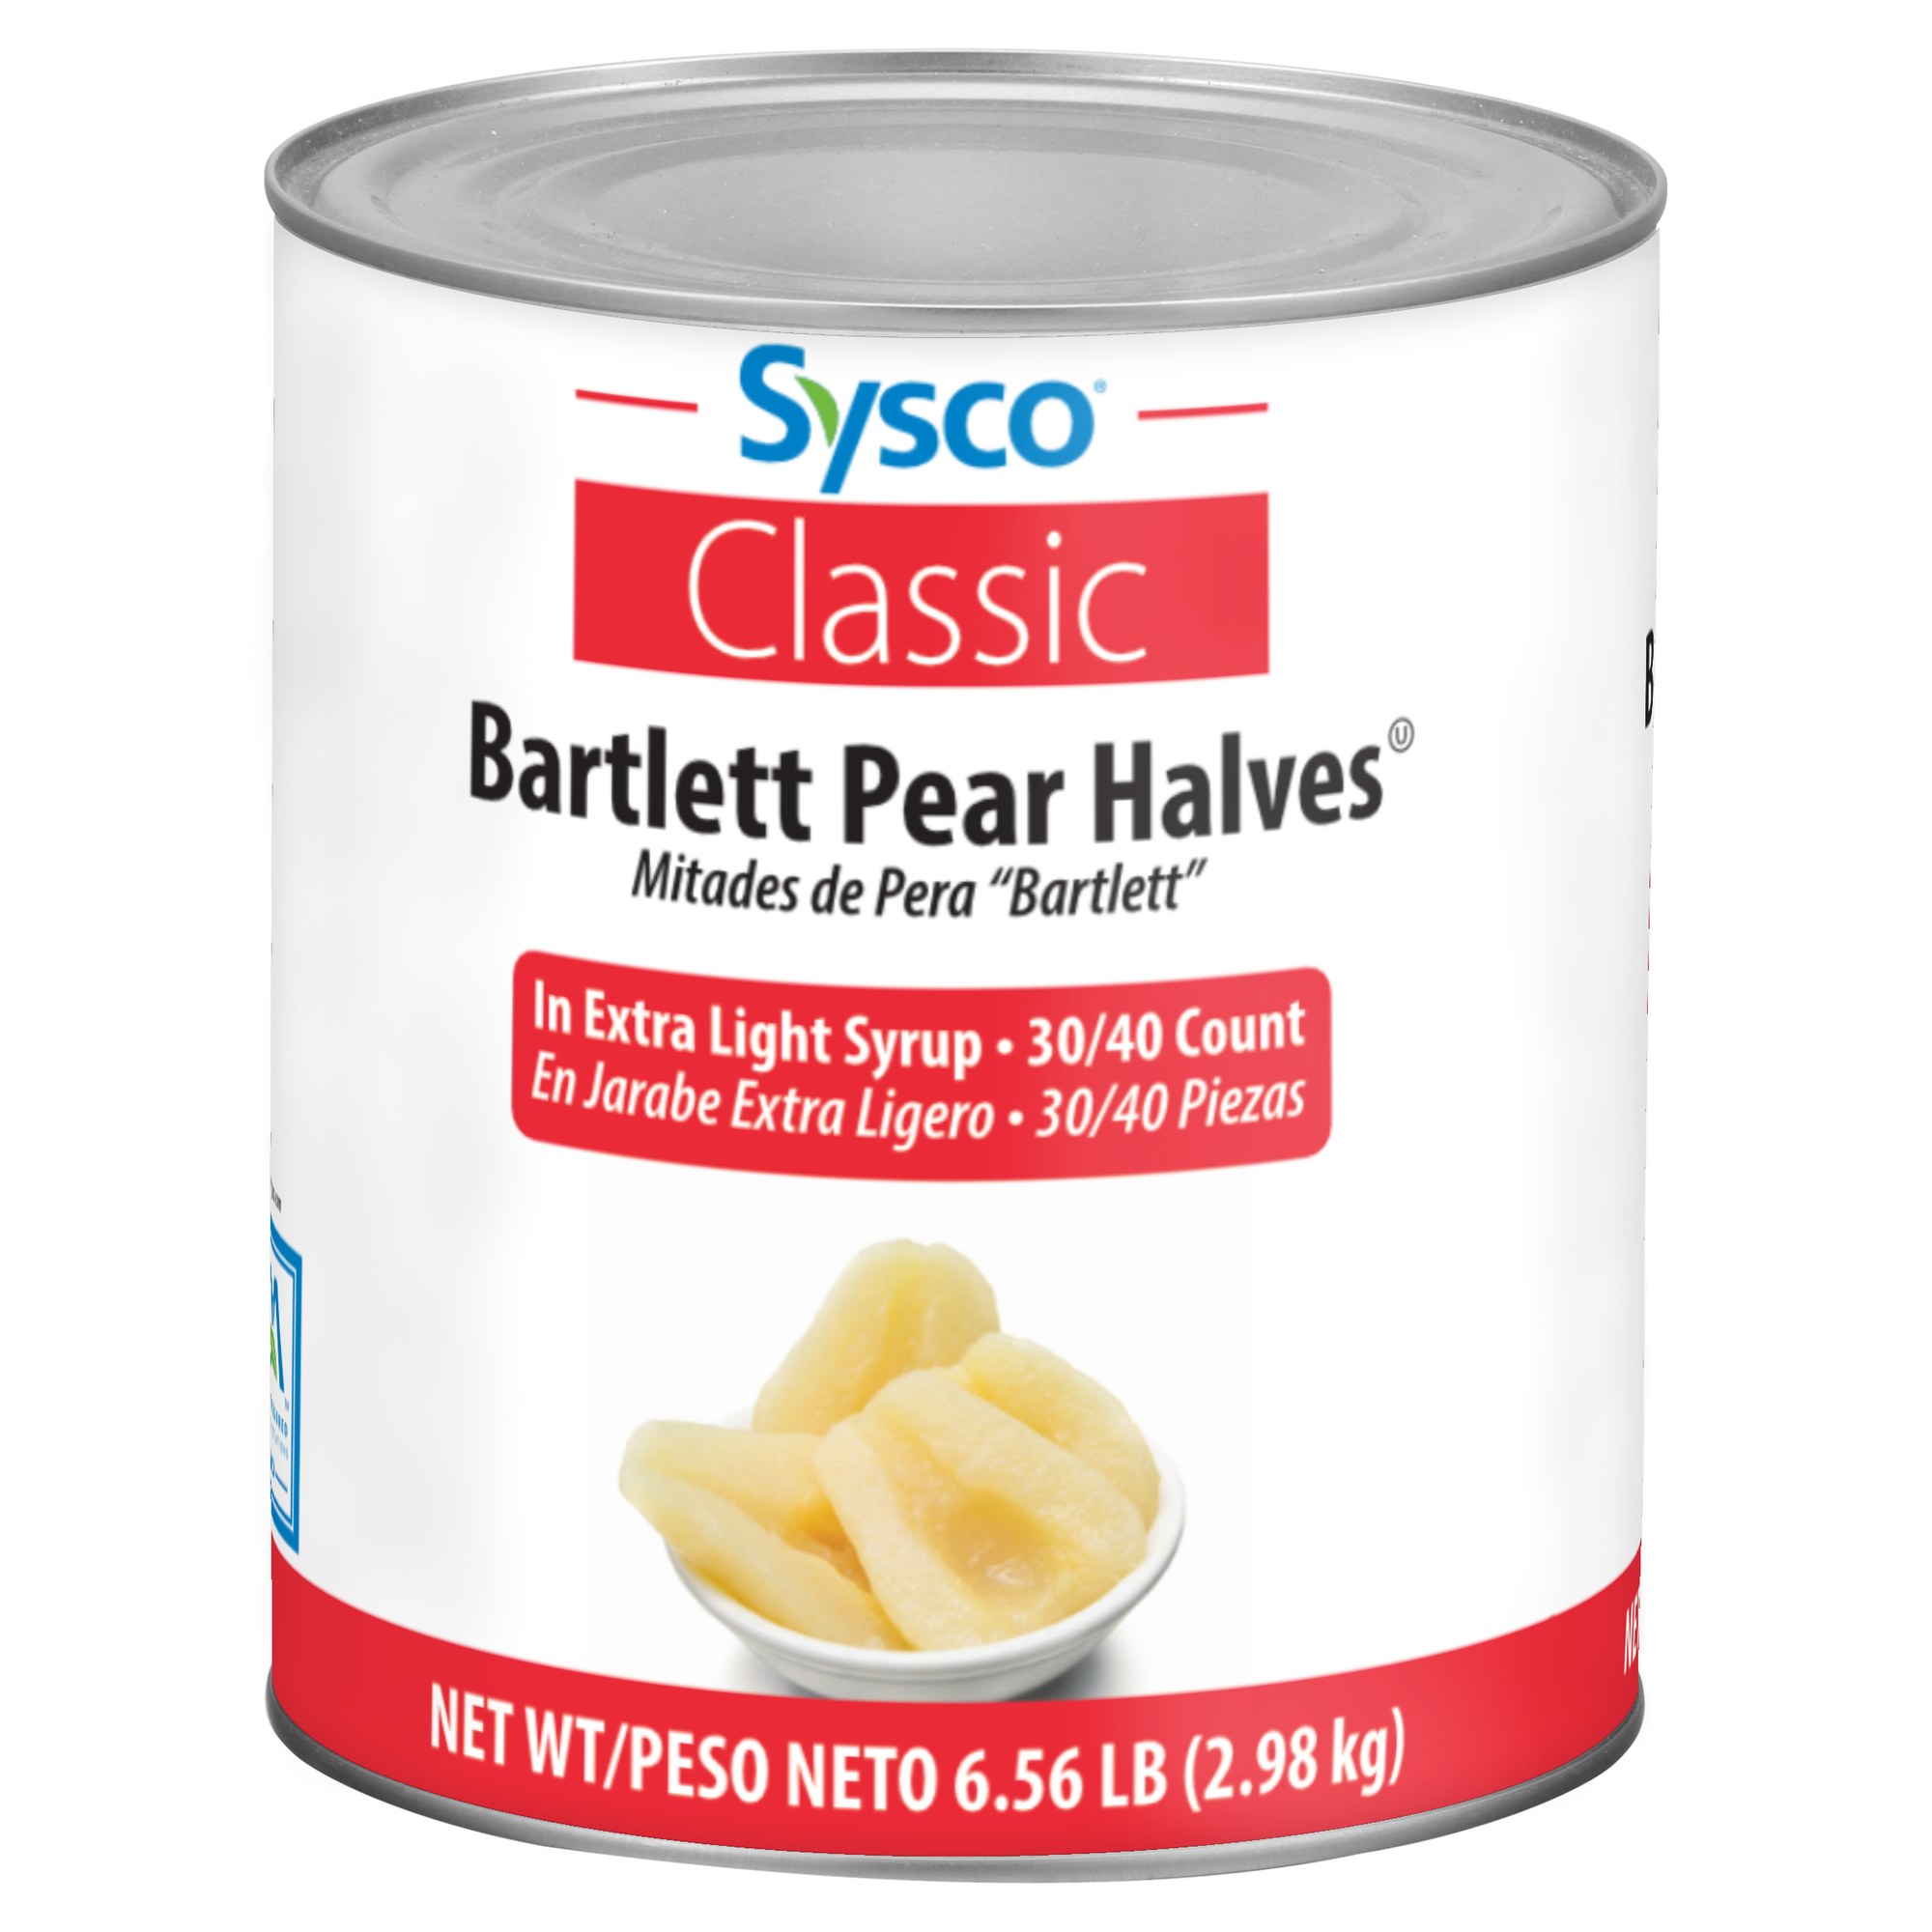 Sysco®
Classic
Bartlett Pear Halves Ⓤ
Mitades de Pera “Bartlett”
In Extra Light Syrup • 30/40 Count
En Jarabe Extra Ligero • 30/40 Piezas
NET WT/PESO NETO 6.56 LB (2.98 kg)